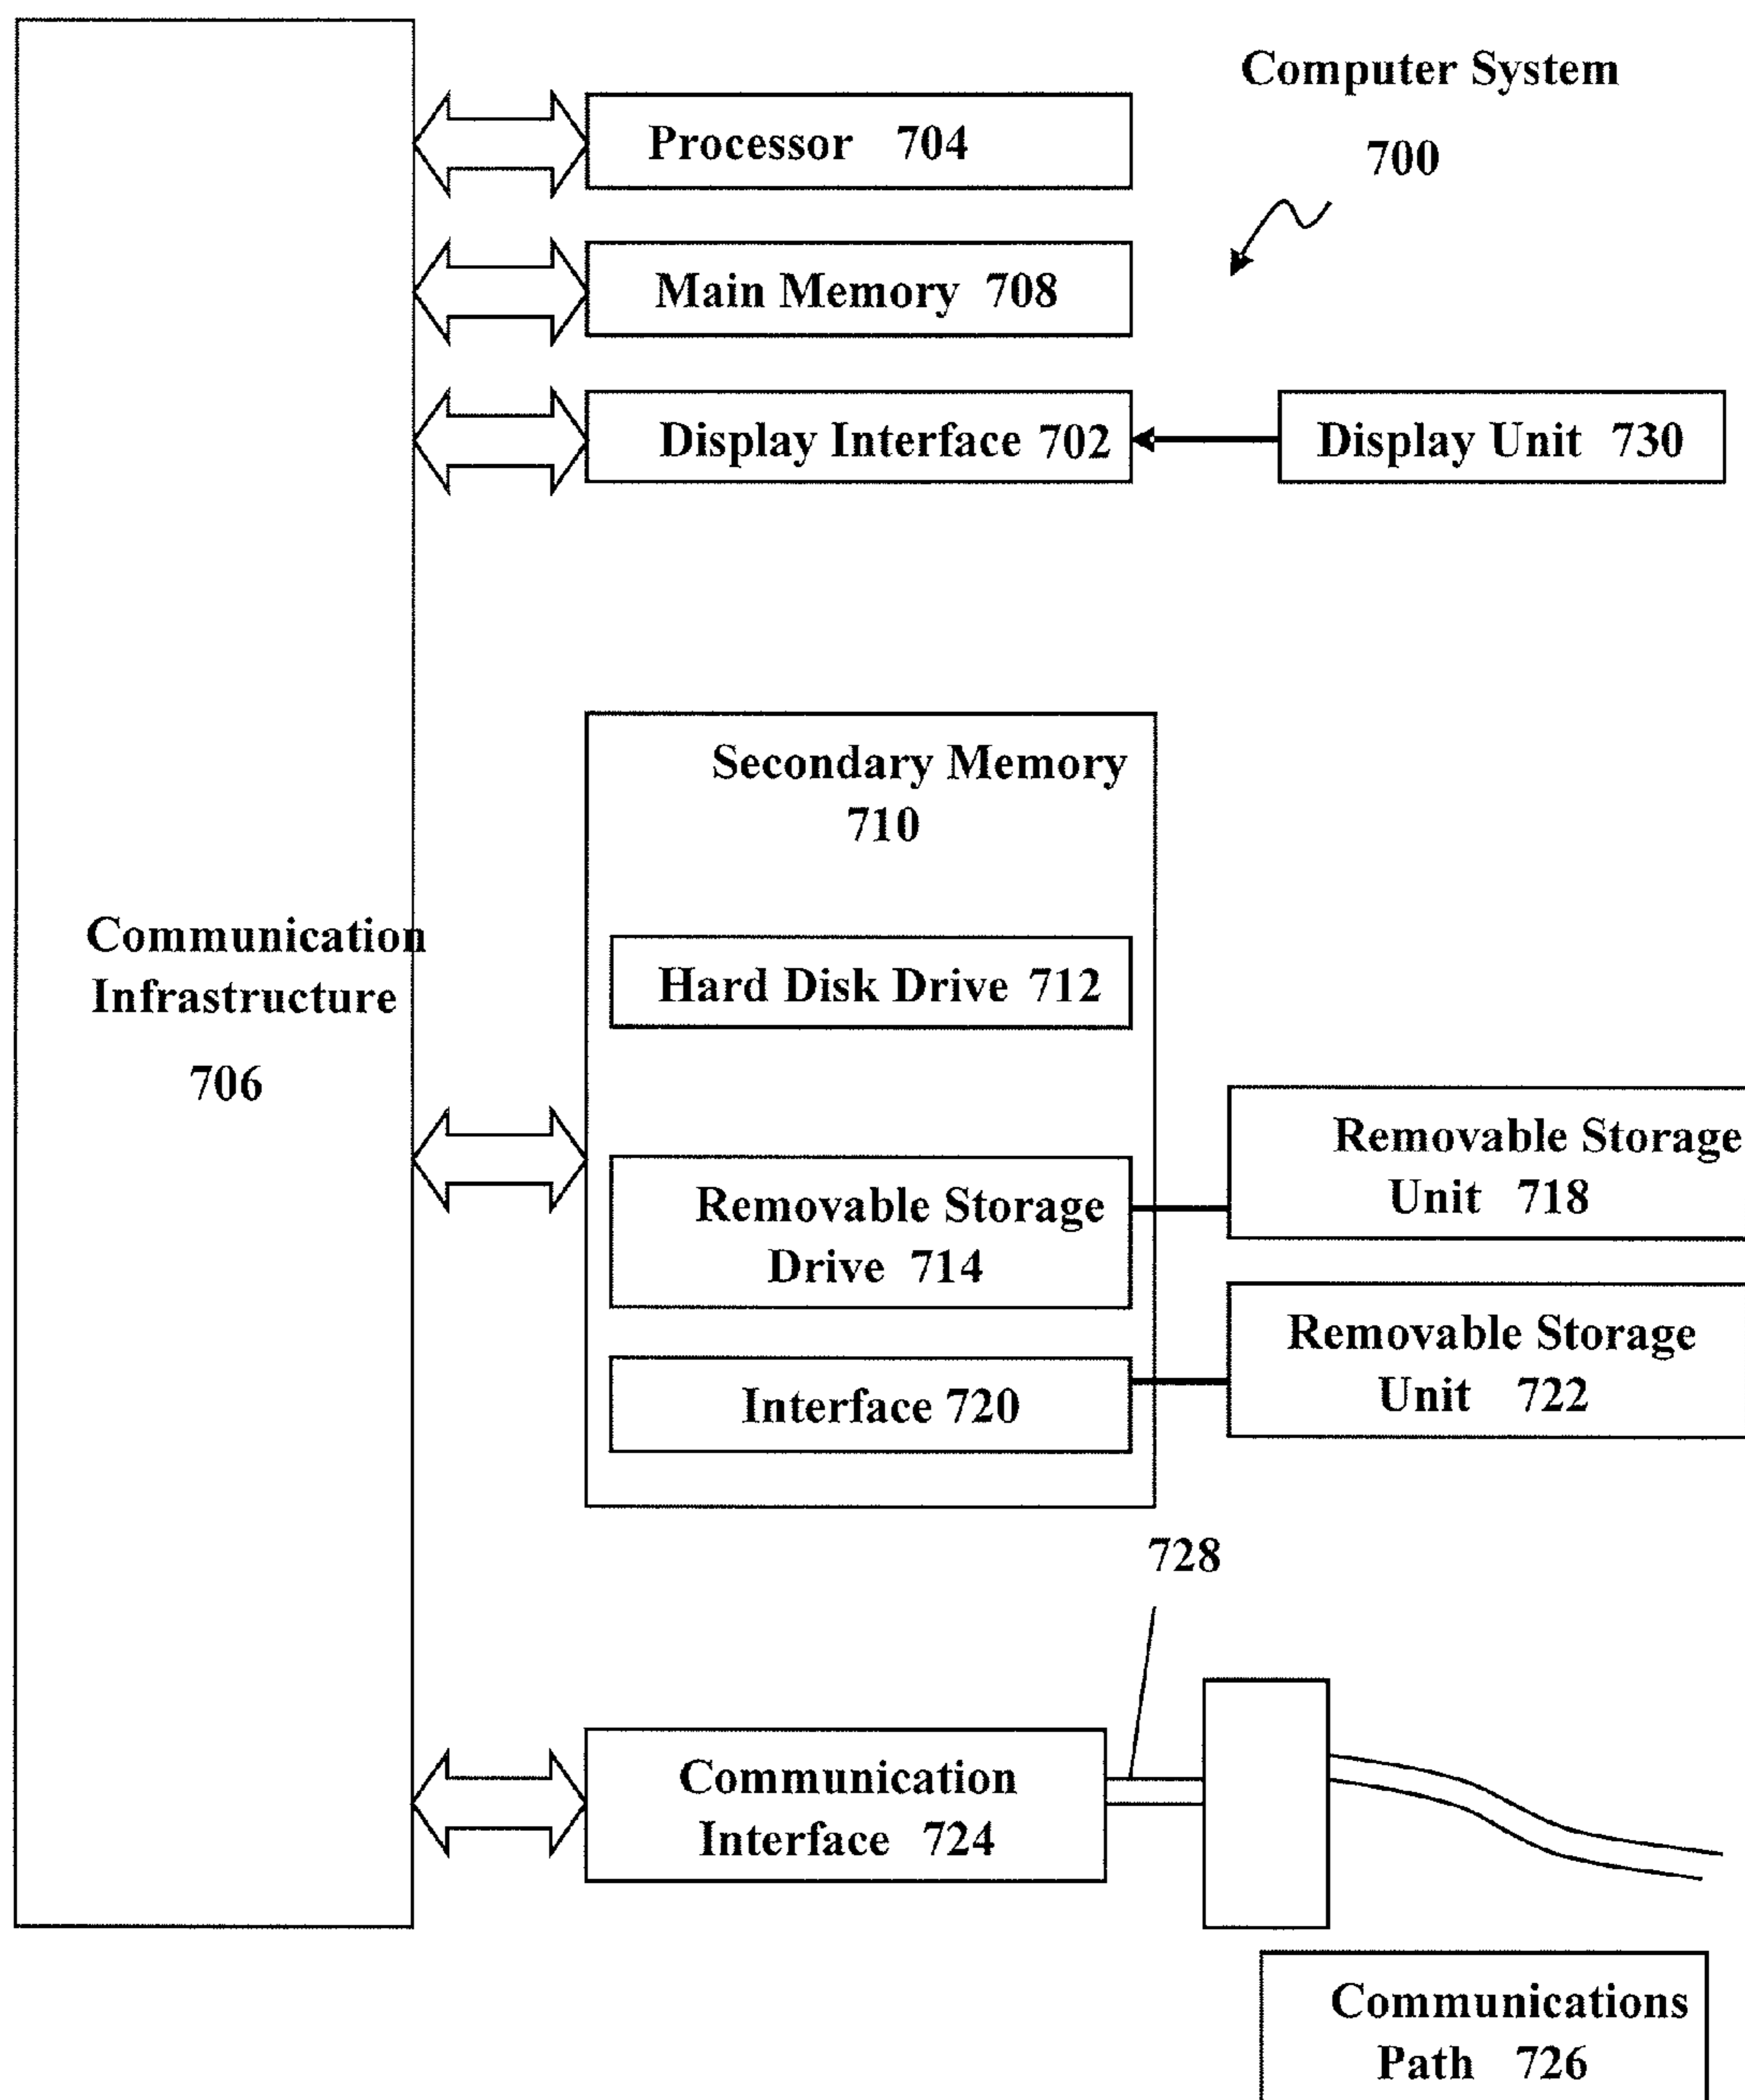 Computer System
700
Processor 704
Main Memory 708
Display Interface 702
Display Unit 730
Secondary Memory
710
Communication
Infrastructure
706
Hard Disk Drive 712
Removable Storage
Unit 718
Removable Storage
Drive 714
Removable Storage
Unit 722
Interface 720
728
Communication
Interface 724
Communications
Path 726